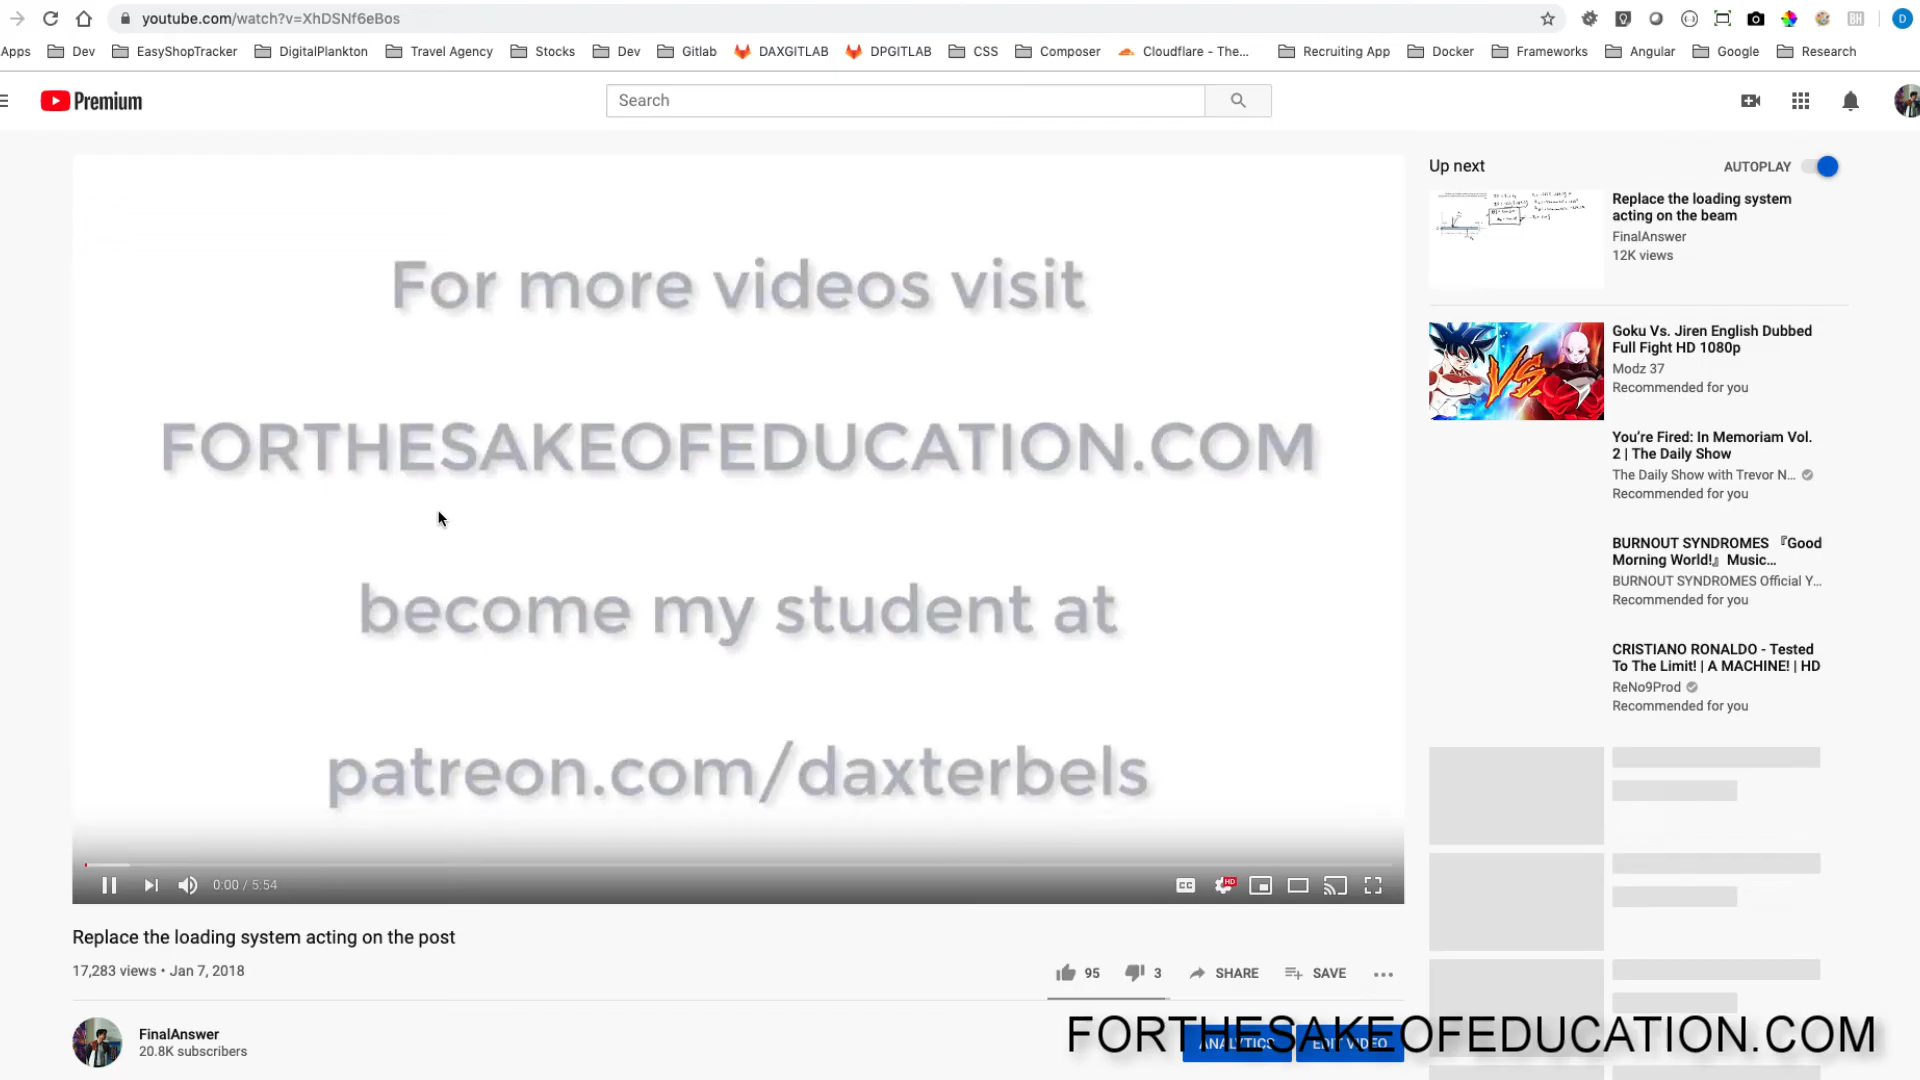 youtube.com/watch?v=XhDSNf6eBos
Apps Dev EasyShopTracker DigitalPlankton Travel Agency Stocks Dev Gitlab DAXGITLAB DPGITLAB CSS Composer Cloudflare - The... Recruiting App Docker Frameworks Angular Google Research
Premium
Search
For more videos visit
FORTHESAKEOFEDUCATION.COM
become my student at
patreon.com/daxterbels
0:00 / 5:54
CC
HD
Replace the loading system acting on the post
17,283 views • Jan 7, 2018
95 3 SHARE SAVE
FinalAnswer
20.8K subscribers
ANALYTICS EDIT VIDEO
Up next AUTOPLAY
Replace the loading system
acting on the beam
FinalAnswer
12K views
VS.
Goku Vs. Jiren English Dubbed
Full Fight HD 1080p
Modz 37
Recommended for you
You're Fired: In Memoriam Vol.
2 | The Daily Show
The Daily Show with Trevor N...
Recommended for you
BURNOUT SYNDROMES 『Good
Morning World!』 Music...
BURNOUT SYNDROMES Official Y...
Recommended for you
CRISTIANO RONALDO - Tested
To The Limit! | A MACHINE! | HD
ReNo9Prod
Recommended for you
FORTHESAKEOFEDUCATION.COM